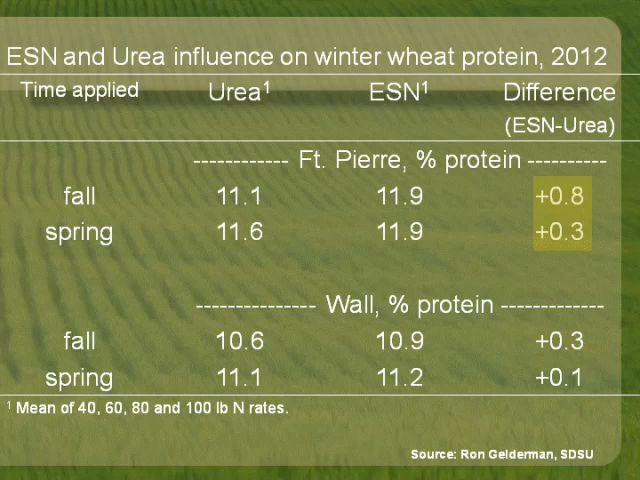 ESN and Urea influence on winter wheat protein, 2012
Time applied Urea1 ESN1 Difference
(ESN-Urea)
------------ Ft. Pierre, % protein ----------
fall 11.1 11.9 +0.8
spring 11.6 11.9 +0.3
--------------- Wall, % protein -------------
fall 10.6 10.9 +0.3
spring 11.1 11.2 +0.1
1 Mean of 40, 60, 80 and 100 lb N rates.
Source: Ron Gelderman, SDSU